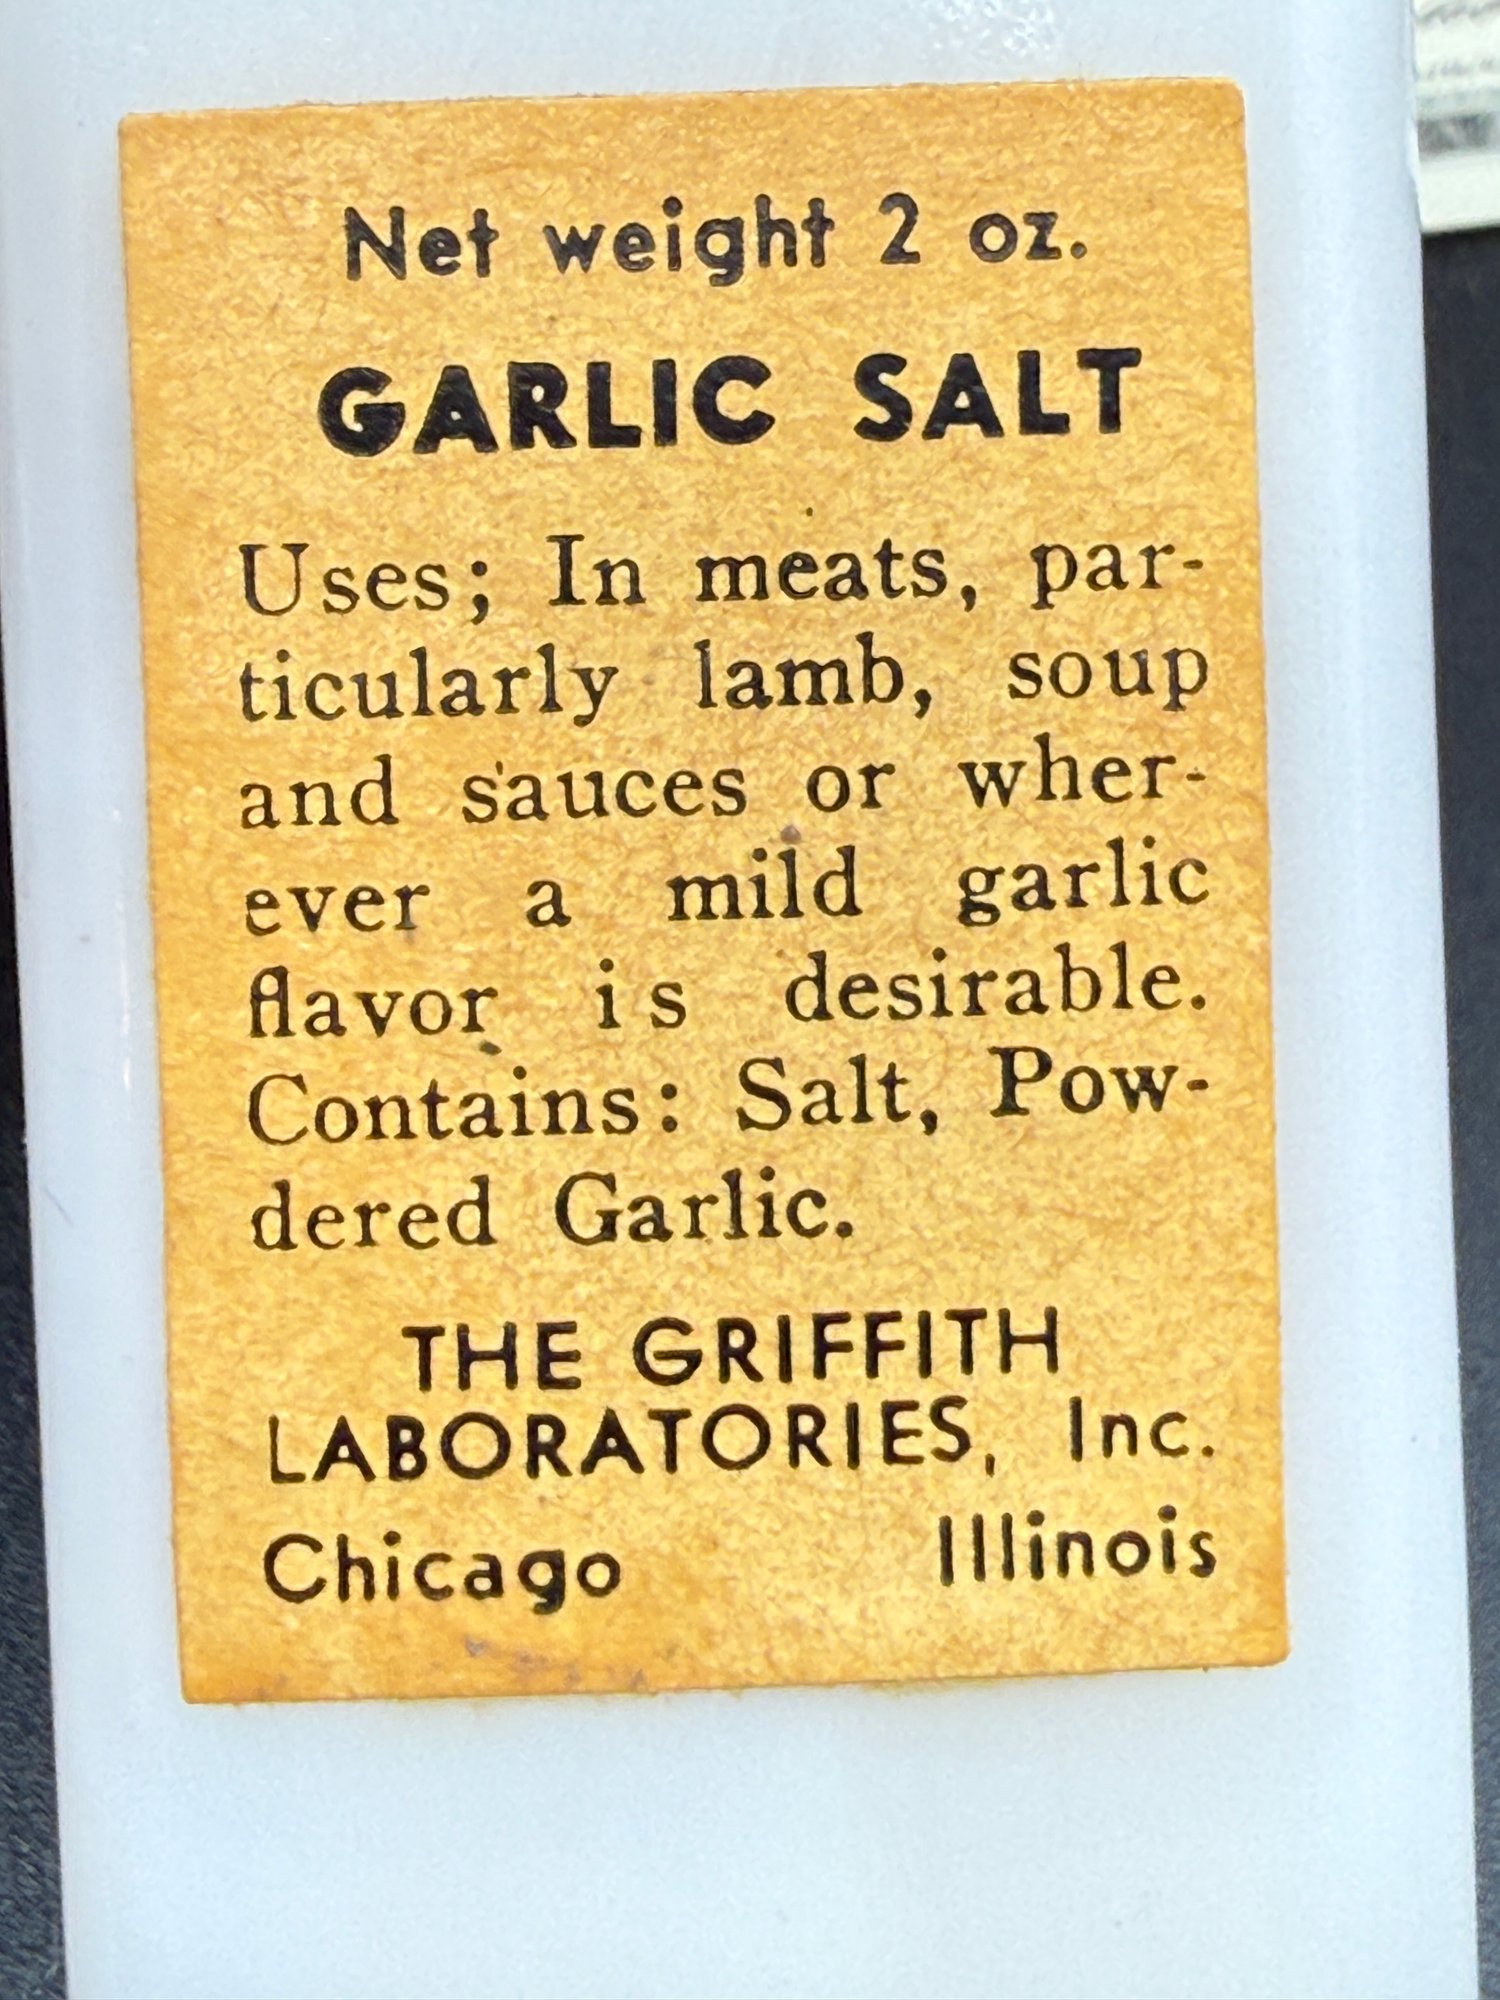 Net weight 2 oz.
GARLIC SALT
Uses; In meats, par-
ticularly lamb, soup
and sauces or wher-
ever a mild garlic
flavor is desirable.
Contains: Salt, Pow-
dered Garlic.
THE GRIFFITH
LABORATORIES, Inc.
Chicago Illinois